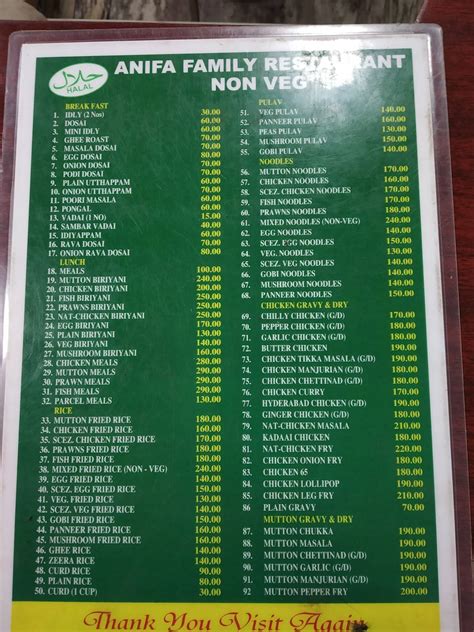 حلال
HALAL
ANIFA FAMILY RESTAURANT
NON VEG
BREAK FAST
1. IDLY (2 Nos) 30.00
2. DOSAI 60.00
3. MINI IDLY 60.00
4. GHEE ROAST 70.00
5. MASALA DOSAI 70.00
6. EGG DOSAI 80.00
7. ONION DOSAI 70.00
8. PODI DOSAI 80.00
9. PLAIN UTTHAPPAM 60.00
10. ONION UTTHAPPAM 70.00
11. POORI MASALA 60.00
12. PONGAL 60.00
13. VADAI (1 NO) 15.00
14. SAMBAR VADAI 40.00
15. IDIYAPPAM 60.00
16. RAVA DOSAI 70.00
17. ONION RAVA DOSAI 80.00
LUNCH
18. MEALS 100.00
19. MUTTON BIRIYANI 240.00
20. CHICKEN BIRIYANI 200.00
21. FISH BIRIYANI 250.00
22. PRAWNS BIRIYANI 250.00
23. NAT-CHICKEN BIRIYANI 250.00
24. EGG BIRIYANI 140.00
25. PLAIN BIRIYANI 130.00
26. VEG BIRIYANI 140.00
27. MUSHROOM BIRIYANI 140.00
28. CHICKEN MEALS 280.00
29. MUTTON MEALS 290.00
30. PRAWN MEALS 290.00
31. FISH MEALS 290.00
32. PARCEL MEALS 130.00
RICE
33. MUTTON FRIED RICE 180.00
34. CHICKEN FRIED RICE 160.00
35. SCEZ. CHICKEN FRIED RICE 170.00
36. PRAWNS FRIED RICE 180.00
37. FISH FRIED RICE 180.00
38. MIXED FRIED RICE (NON - VEG) 240.00
39. EGG FRIED RICE 140.00
40. SCEZ. EGG FRIED RICE 150.00
41. VEG. FRIED RICE 140.00
42. SCEZ VEG FRIED RICE 150.00
43. GOBI FRIED RICE 140.00
44. PANNEER FRIED RICE 160.00
45. MUSHROOM FRIED RICE 160.00
46. GHEE RICE 140.00
47. ZEERA RICE 140.00
48. CURD RICE 90.00
49. PLAIN RICE 90.00
50. CURD (1 CUP) 30.00
PULAV
51. VEG PULAV 140.00
52. PANNEER PULAV 160.00
53. PEAS PULAV 130.00
54. MUSHROOM PULAV 160.00
55. GOBI PULAV 140.00
NOODLES
56. MUTTON NOODLES 170.00
57. CHICKEN NOODLES 160.00
58. SCEZ. CHICKEN NOODLES 170.00
59. FISH NOODLES 180.00
60. PRAWNS NOODLES 180.00
61. MIXED NOODLES (NON-VEG) 240.00
62. EGG NOODLES 140.00
63. SCEZ. EGG NOODLES 150.00
64. VEG. NOODLES 130.00
65. SCEZ VEG NOODLES 140.00
66. GOBI NOODLES 140.00
67. MUSHROOM NOODLES 150.00
68. PANNEER NOODLES 150.00
CHICKEN GRAVY & DRY
69. CHILLY CHICKEN (G/D) 170.00
70. PEPPER CHICKEN (G/D) 180.00
71. GARLIC CHICKEN (G/D) 180.00
72. BUTTER CHICKEN 190.00
73. CHICKEN TIKKA MASALA (G/D) 190.00
74. CHICKEN MANJURIAN (G/D) 180.00
75. CHICKEN CHETTINAD (G/D) 180.00
76. CHICKEN CURRY 170.00
77. HYDERABAD CHICKEN (G/D) 190.00
78. GINGER CHICKEN (G/D) 180.00
79. NAT-CHICKEN MASALA 210.00
80. KADAAI CHICKEN 180.00
81. NAT-CHICKEN FRY 220.00
82. CHICKEN ONION FRY 180.00
83. CHICKEN 65 180.00
84. CHICKEN LOLLIPOP 190.00
85. CHICKEN LEG FRY 210.00
86 PLAIN GRAVY 70.00
MUTTON GRAVY & DRY
87. MUTTON CHUKKA 190.00
88. MUTTON MASALA 190.00
89. MUTTON CHETTINAD (G/D) 190.00
90. MUTTON GARLIC (G/D) 190.00
91. MUTTON MANJURIAN (G/D) 190.00
92 MUTTON PEPPER FRY 200.00
Thank You Visit Again